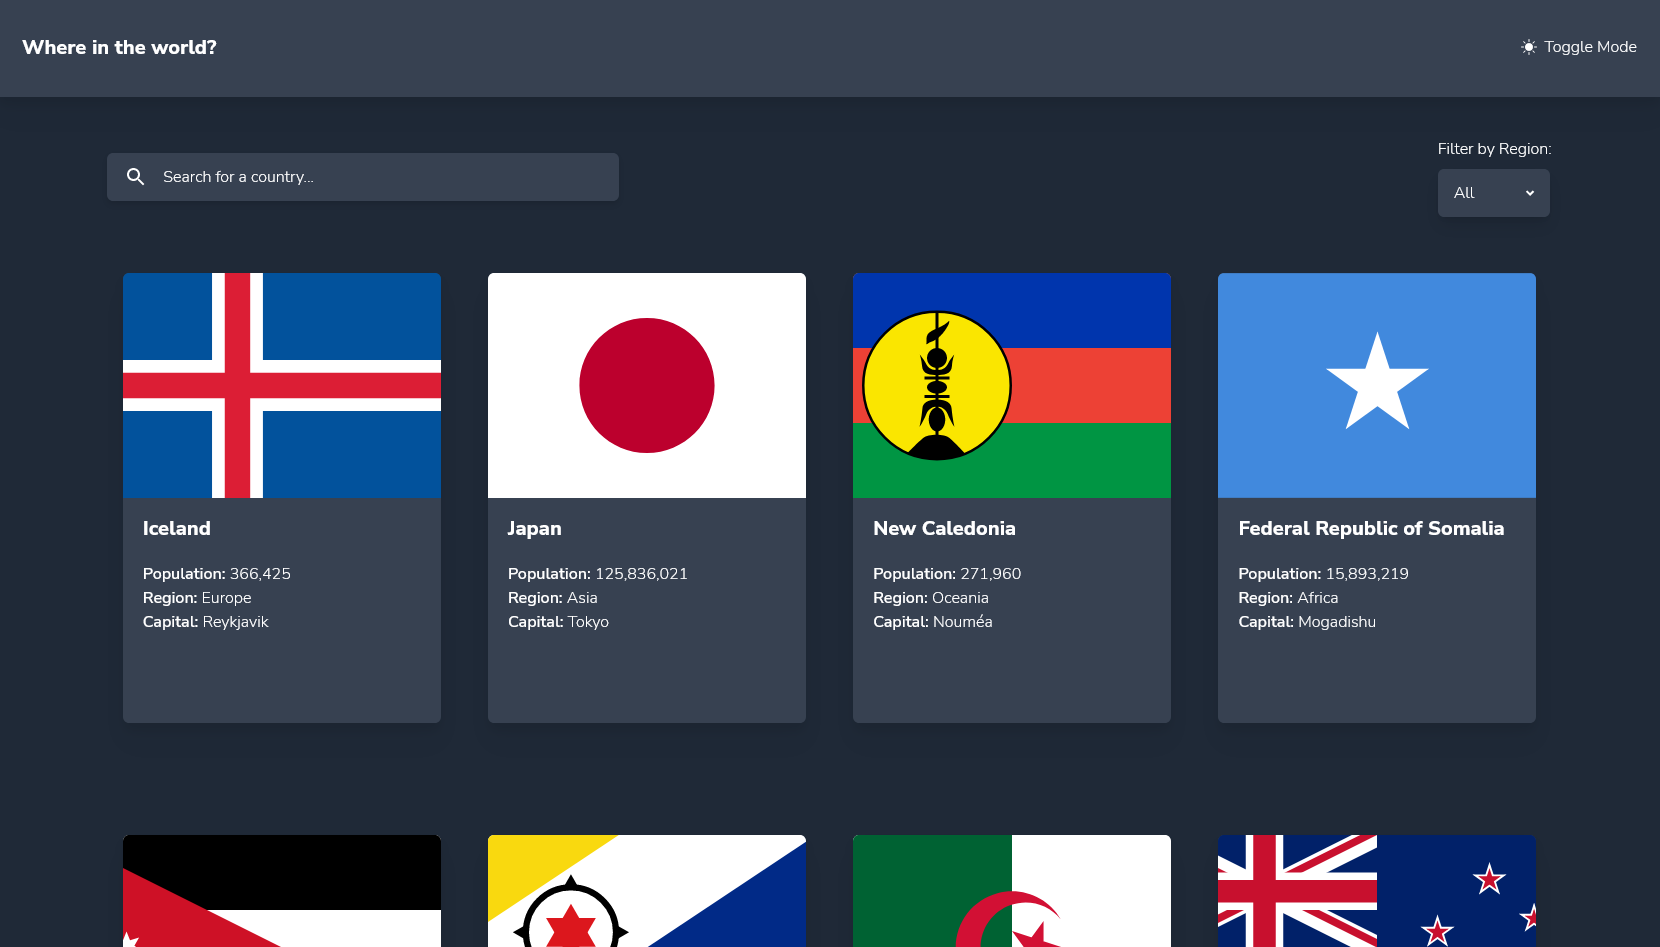 Where in the world?
Toggle Mode
Search for a country...
Filter by Region:
All
Iceland
Population: 366,425
Region: Europe
Capital: Reykjavik
Japan
Population: 125,836,021
Region: Asia
Capital: Tokyo
New Caledonia
Population: 271,960
Region: Oceania
Capital: Nouméa
Federal Republic of Somalia
Population: 15,893,219
Region: Africa
Capital: Mogadishu